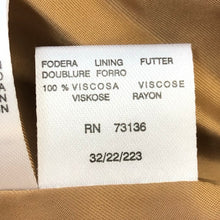 FODERA LINING FUTTER
DOUBLURE FORRO
100 % VISCOSA VISCOSE
VISKOSE RAYON
RN 73136
32/22/223